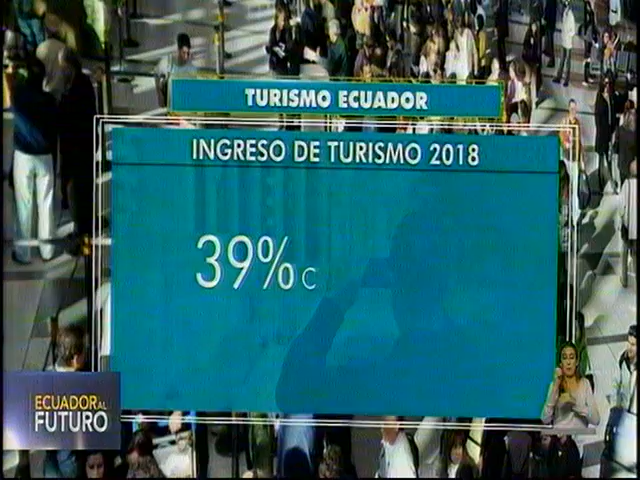 TURISMO ECUADOR
INGRESO DE TURISMO 2018
39% C
ECUADOR AL
FUTURO